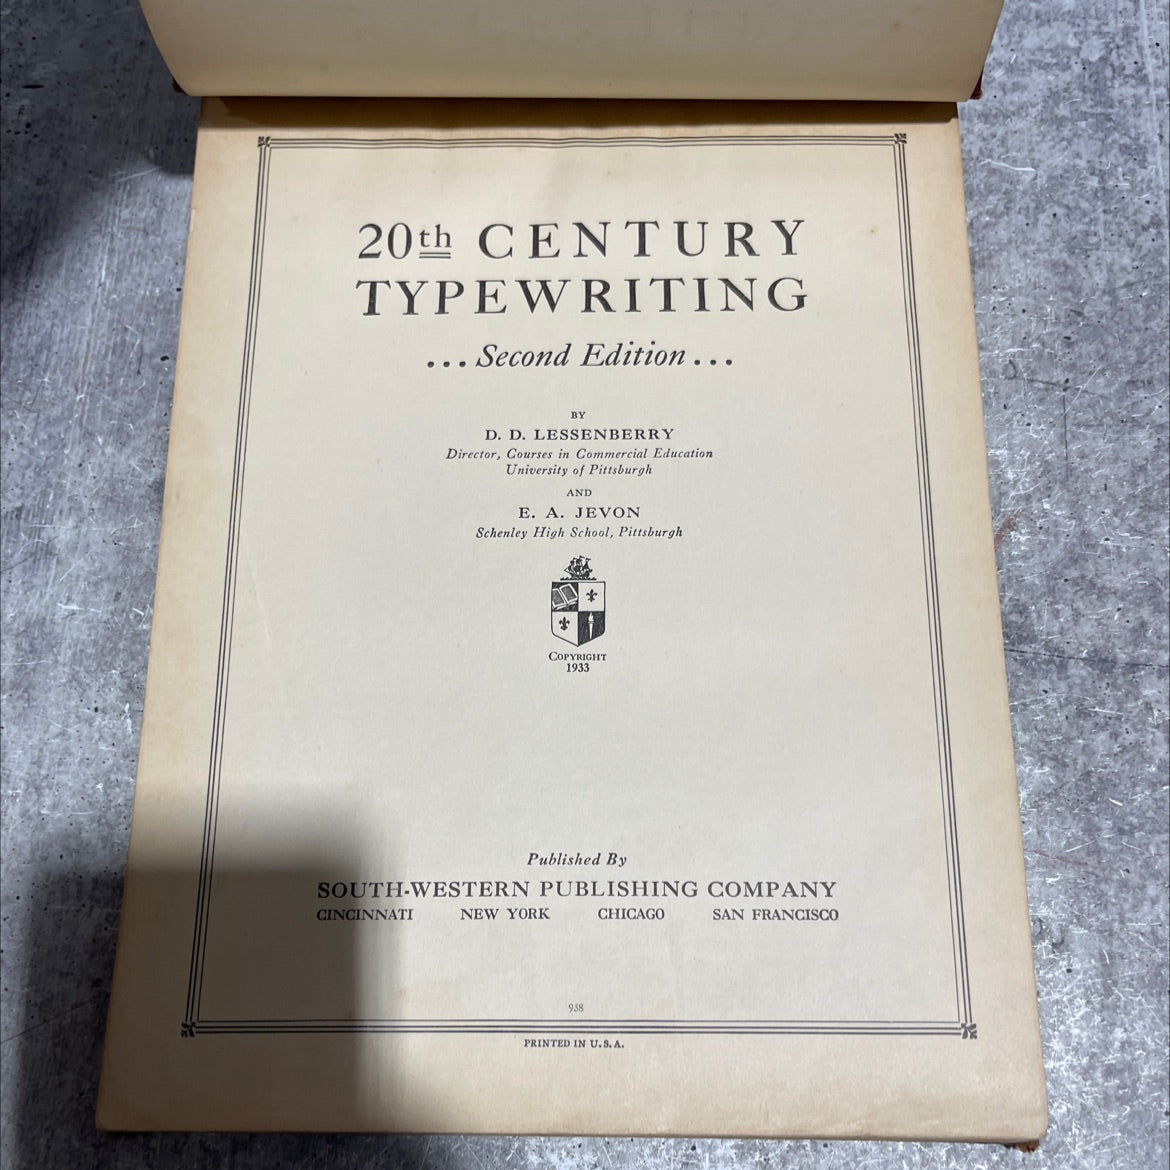 20th CENTURY
TYPEWRITING
...Second Edition...
BY
D. D. LESSENBERRY
Director, Courses in Commercial Education
University of Pittsburgh
AND
E. A. JEVON
Schenley High School, Pittsburgh
COPYRIGHT
1933
Published By
SOUTH-WESTERN PUBLISHING COMPANY
CINCINNATI NEW YORK CHICAGO SAN FRANCISCO
938
PRINTED IN U. S. A.